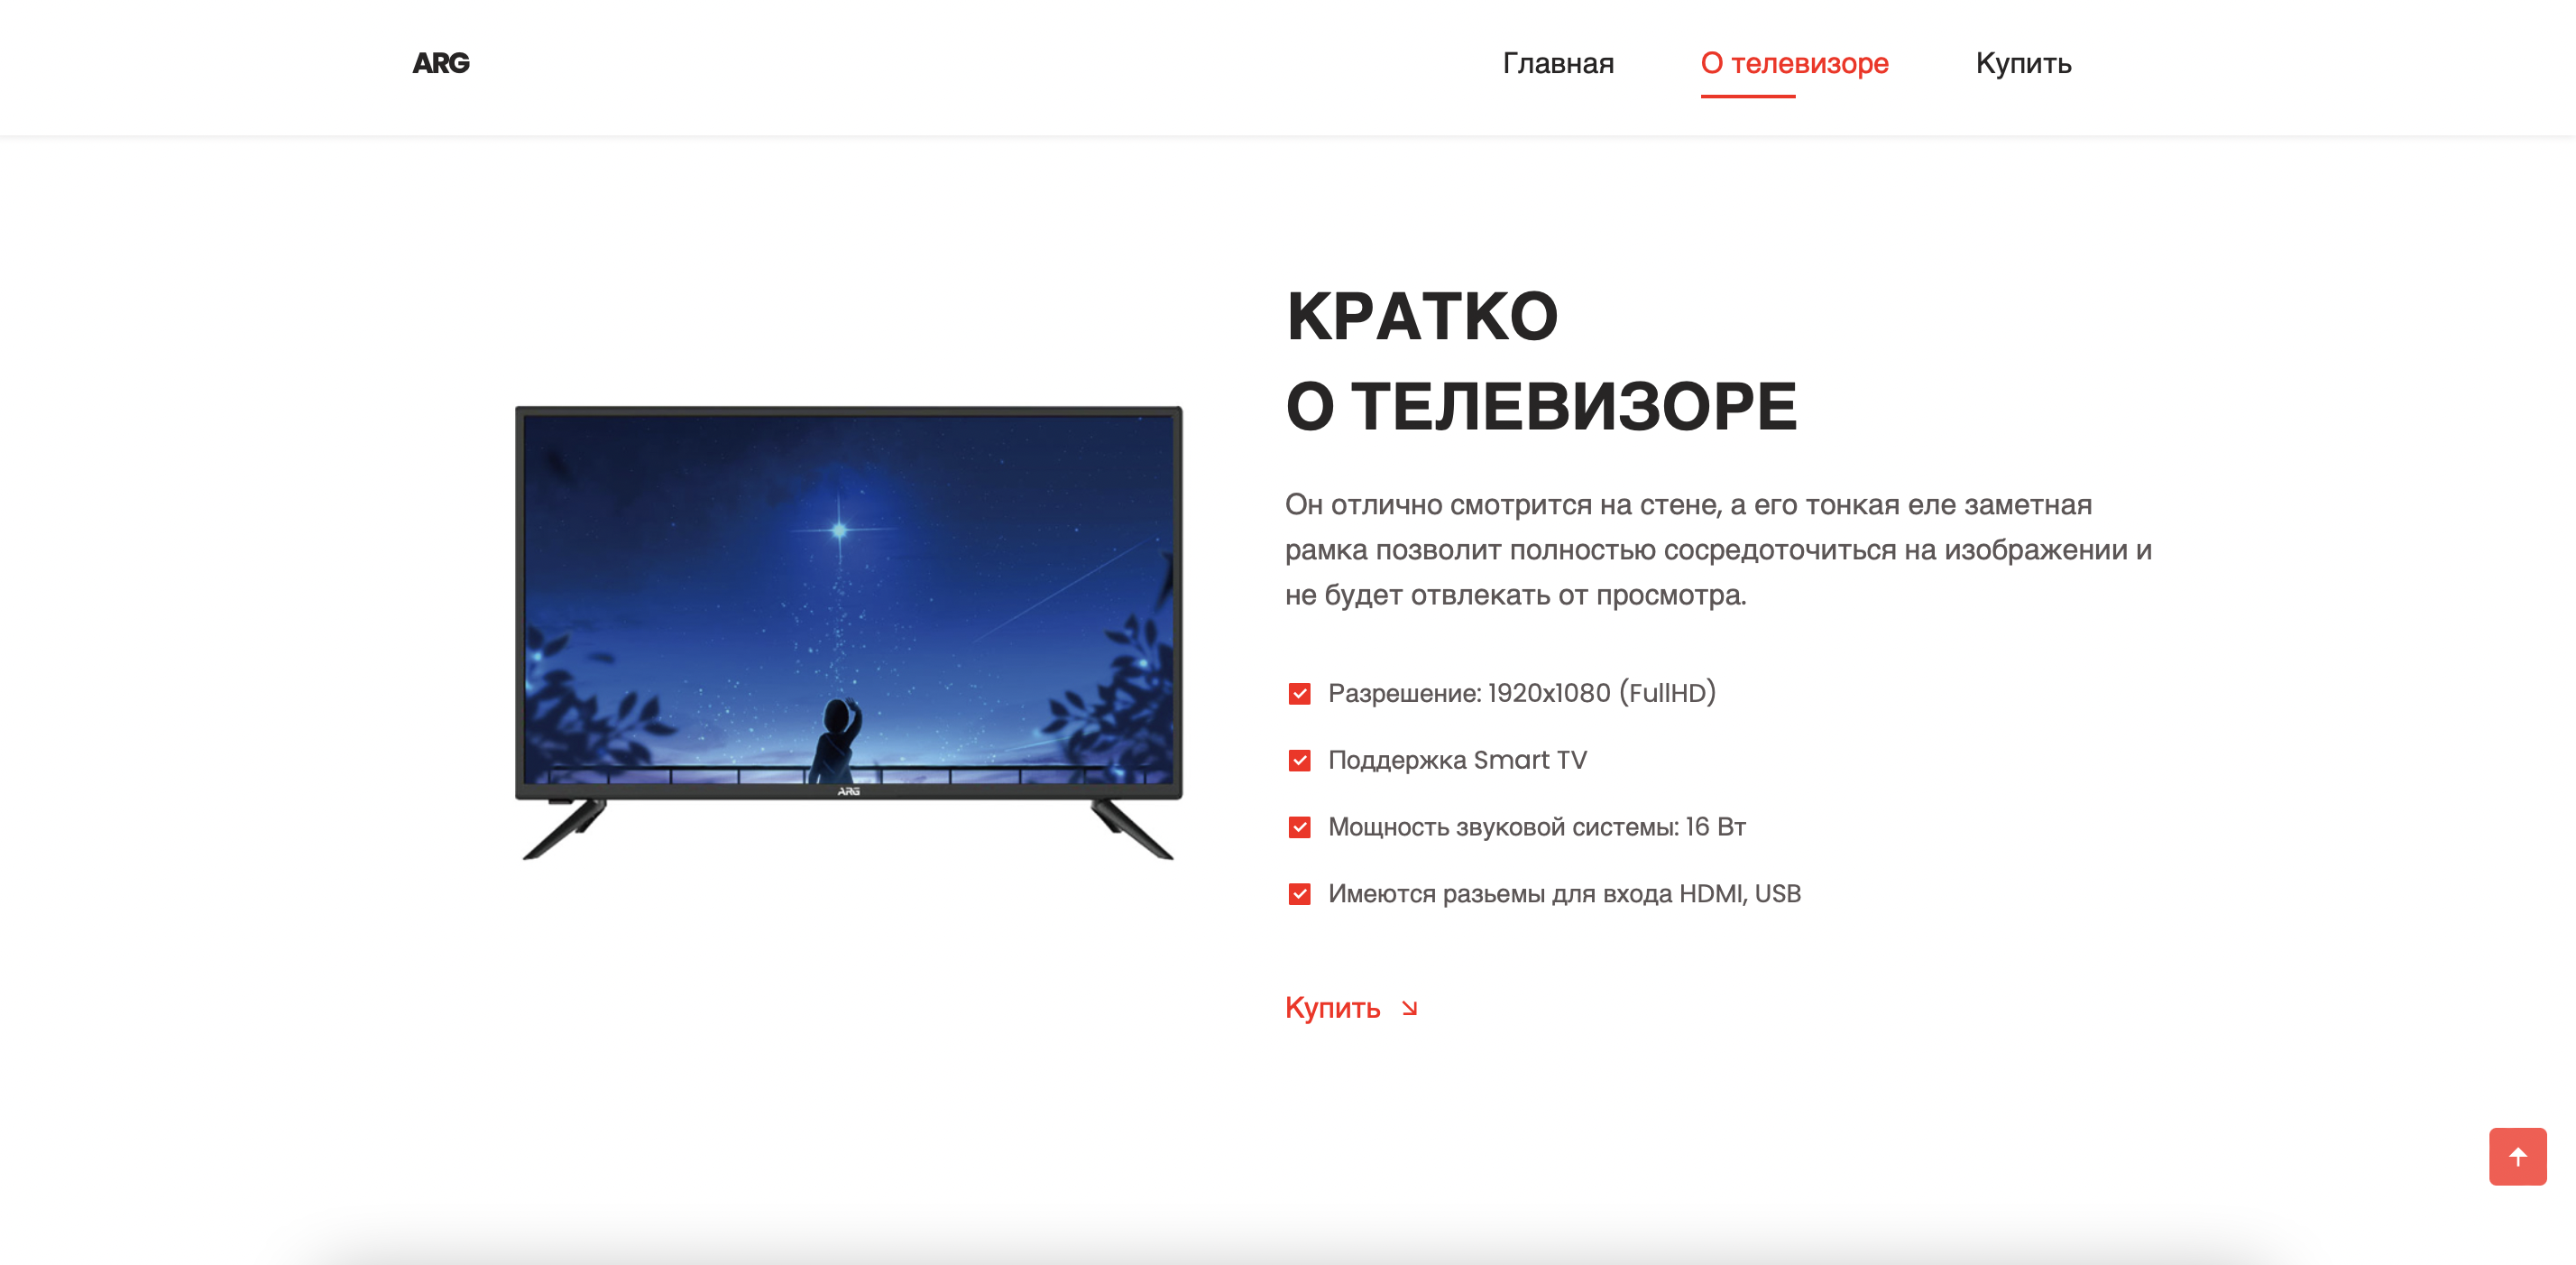 ARG
Главная
О телевизоре
Купить
КРАТКО
О ТЕЛЕВИЗОРЕ
Он отлично смотрится на стене, а его тонкая еле заметная
рамка позволит полностью сосредоточиться на изображении и
не будет отвлекать от просмотра.
ARG
Разрешение: 1920x1080 (FullHD)
Поддержка Smart TV
Мощность звуковой системы: 16 Вт
Имеются разьемы для входа HDMI, USB
Купить